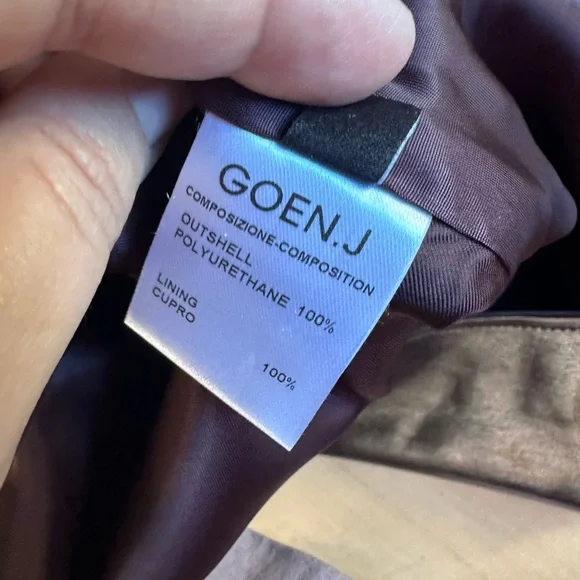 GOEN.J
COMPOSIZIONE-COMPOSITION
OUTSHELL
POLYURETHANE 100%
LINING
CUPRO
100%